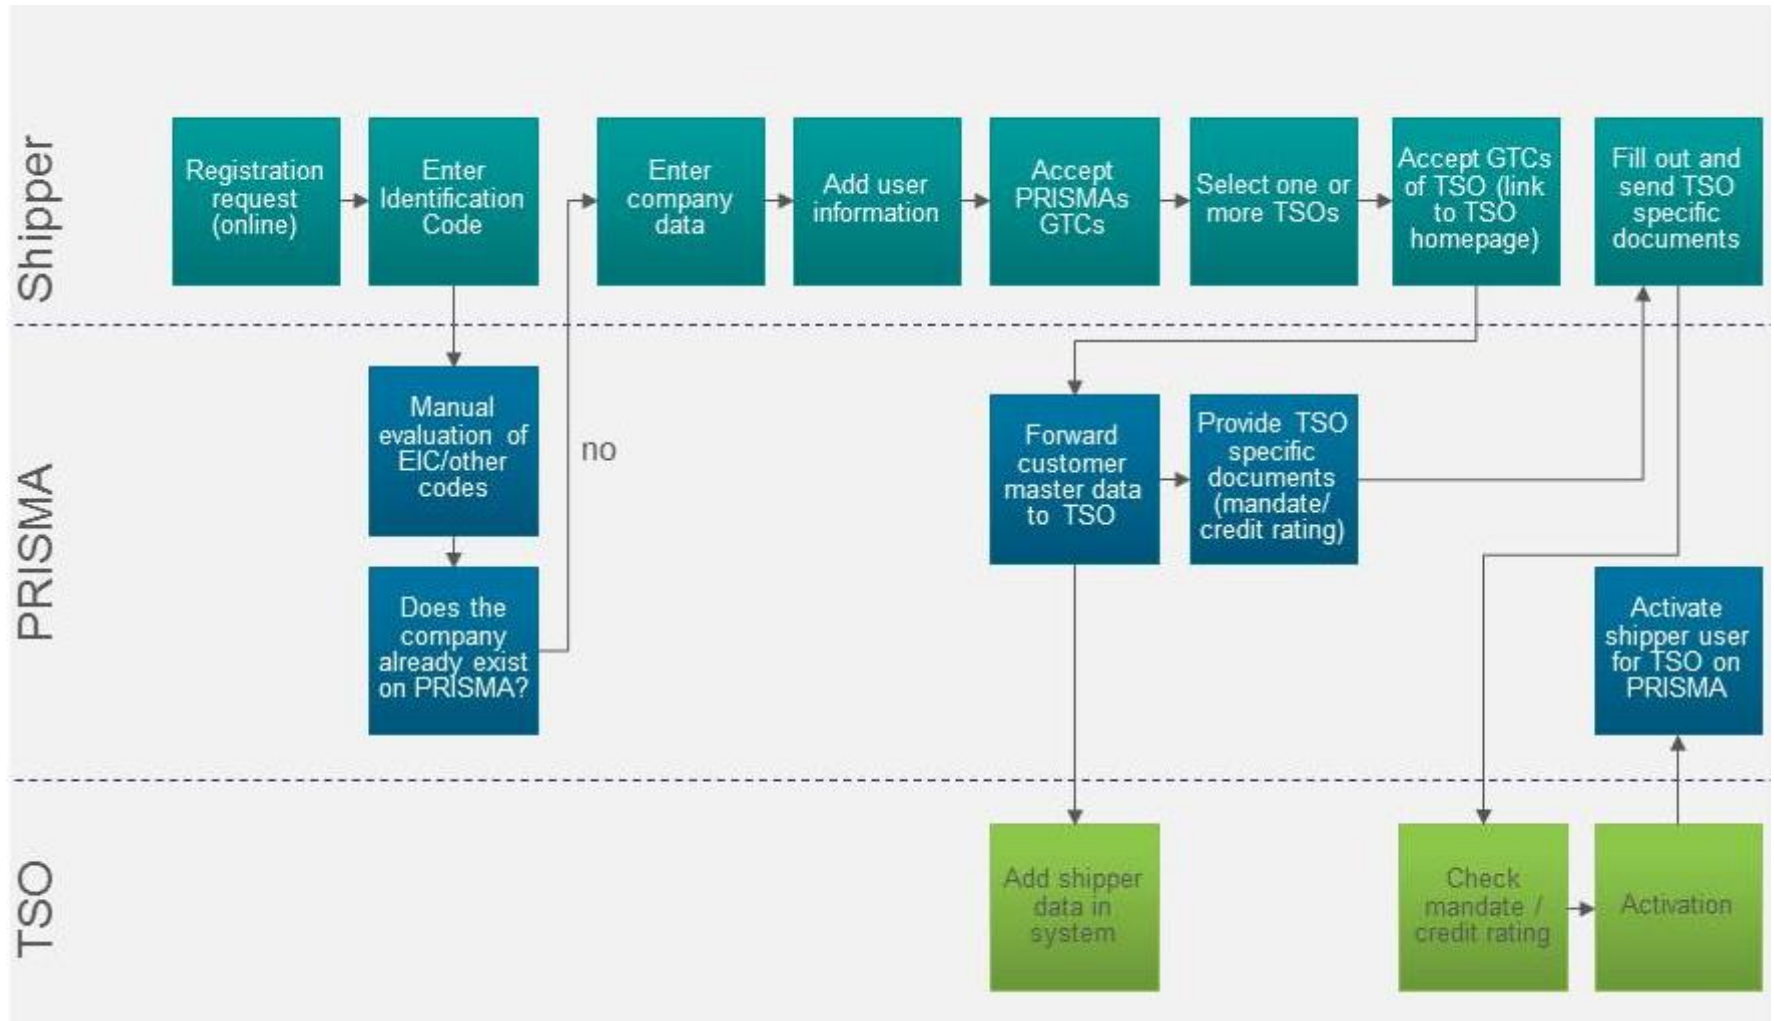 Shipper
Registration
request
(online)
Enter
Identification
Code
Enter
company
data
Add user
information
Accept
PRISMAs
GTCs
Select one or
more TSOs
Accept GTCs
of TSO (link
to TSO
homepage)
Fill out and
send TSO
specific
documents
PRISMA
Manual
evaluation of
EIC/other
codes
no
Forward
customer
master data
to TSO
Provide TSO
specific
documents
(mandate/
credit rating)
Does the
company
already exist
on PRISMA?
Activate
shipper user
for TSO on
PRISMA
TSO
Add shipper
data in
system
Check
mandate /
credit rating
Activation